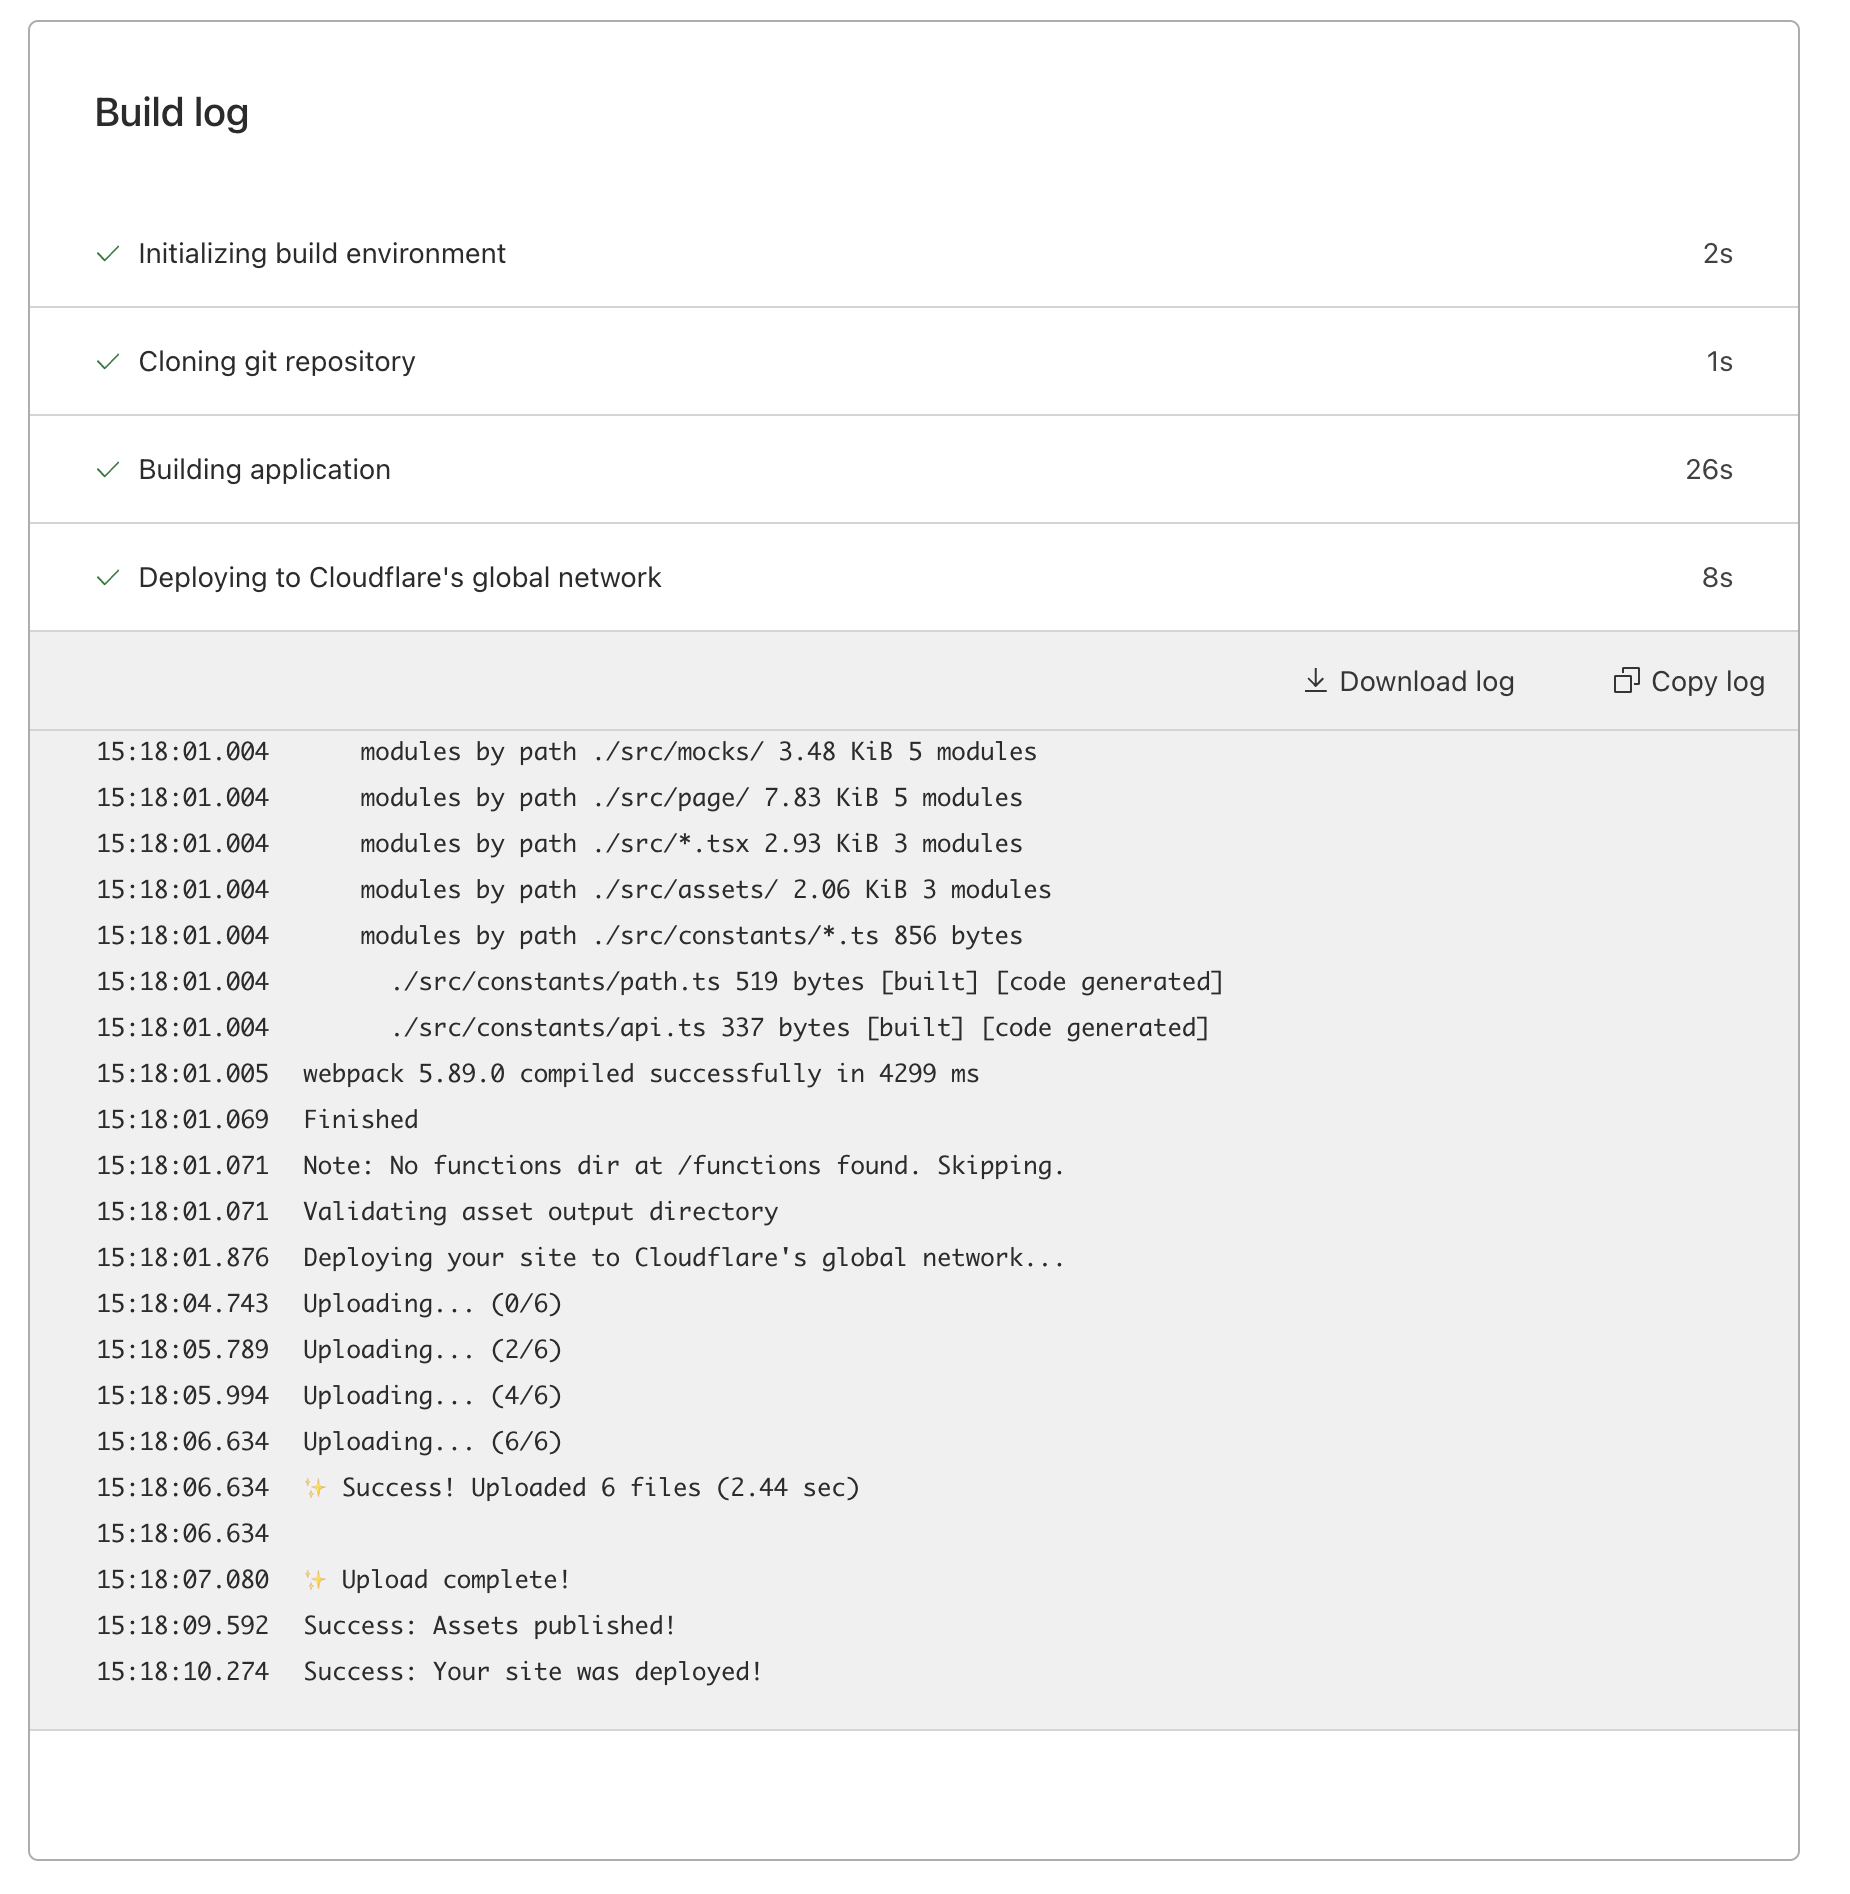 Build log
Initializing build environment 2s
Cloning git repository 1s
Building application 26s
Deploying to Cloudflare's global network 8s
Download log Copy log
15:18:01.004 modules by path ./src/mocks/ 3.48 KiB 5 modules
15:18:01.004 modules by path ./src/page/ 7.83 KiB 5 modules
15:18:01.004 modules by path ./src/*.tsx 2.93 KiB 3 modules
15:18:01.004 modules by path ./src/assets/ 2.06 KiB 3 modules
15:18:01.004 modules by path ./src/constants/*.ts 856 bytes
15:18:01.004 ./src/constants/path.ts 519 bytes [built] [code generated]
15:18:01.004 ./src/constants/api.ts 337 bytes [built] [code generated]
15:18:01.005 webpack 5.89.0 compiled successfully in 4299 ms
15:18:01.069 Finished
15:18:01.071 Note: No functions dir at /functions found. Skipping.
15:18:01.071 Validating asset output directory
15:18:01.876 Deploying your site to Cloudflare's global network...
15:18:04.743 Uploading... (0/6)
15:18:05.789 Uploading... (2/6)
15:18:05.994 Uploading... (4/6)
15:18:06.634 Uploading... (6/6)
15:18:06.634 ✨ Success! Uploaded 6 files (2.44 sec)
15:18:06.634
15:18:07.080 ✨ Upload complete!
15:18:09.592 Success: Assets published!
15:18:10.274 Success: Your site was deployed!